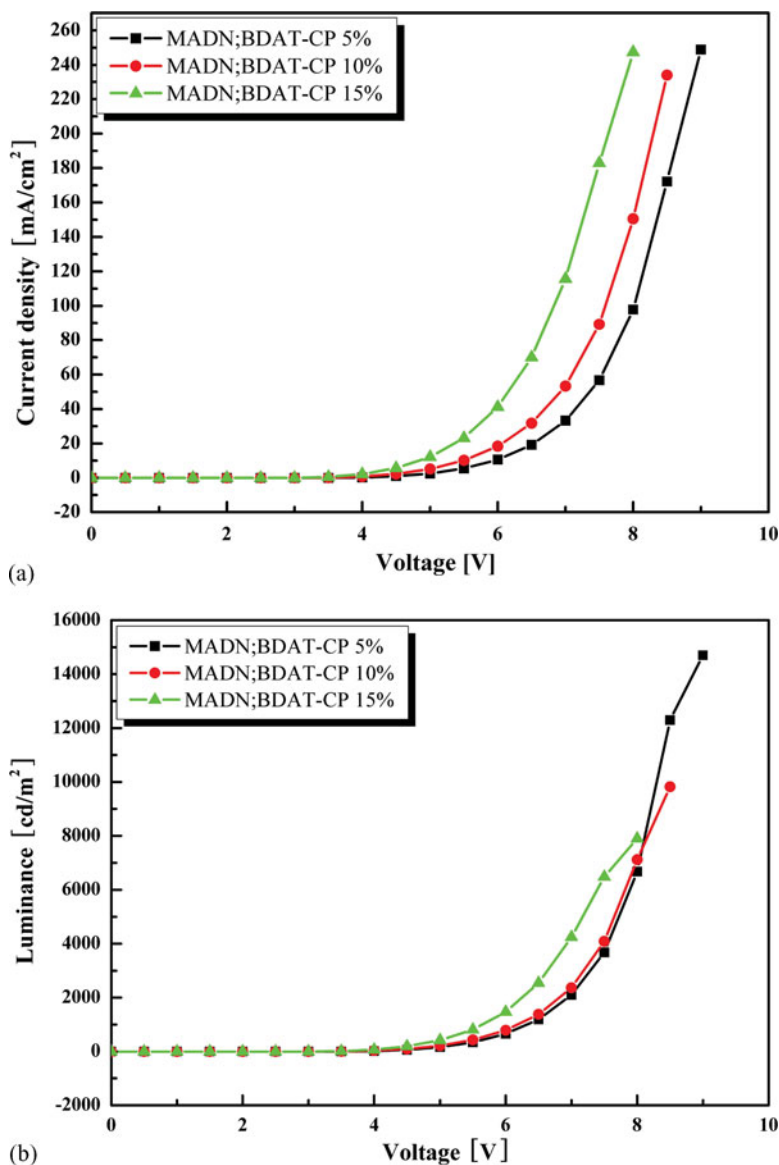 MADN;BDAT-CP 5%
MADN;BDAT-CP 10%
MADN;BDAT-CP 15%
Current density [mA/cm²]
260
240
220
200
180
160
140
120
100
80
60
40
20
0
-20
0 2 4 6 8 10
Voltage [V]
(a)
MADN;BDAT-CP 5%
MADN;BDAT-CP 10%
MADN;BDAT-CP 15%
Luminance [cd/m²]
16000
14000
12000
10000
8000
6000
4000
2000
0
-2000
0 2 4 6 8 10
Voltage [V]
(b)